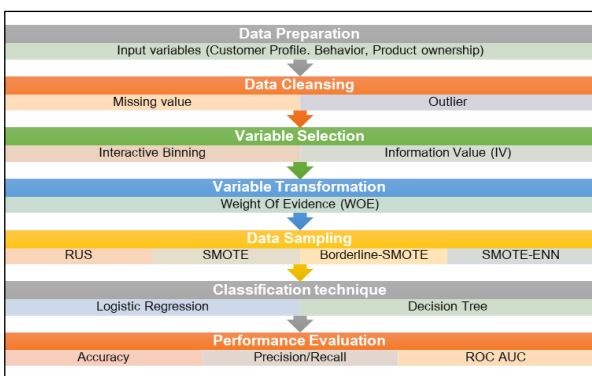 Data Preparation
Input variables (Customer Profile. Behavior, Product ownership)
Data Cleansing
Missing value Outlier
Variable Selection
Interactive Binning Information Value (IV)
Variable Transformation
Weight Of Evidence (WOE)
Data Sampling
RUS SMOTE Borderline-SMOTE SMOTE-ENN
Classification technique
Logistic Regression Decision Tree
Performance Evaluation
Accuracy Precision/Recall ROC AUC